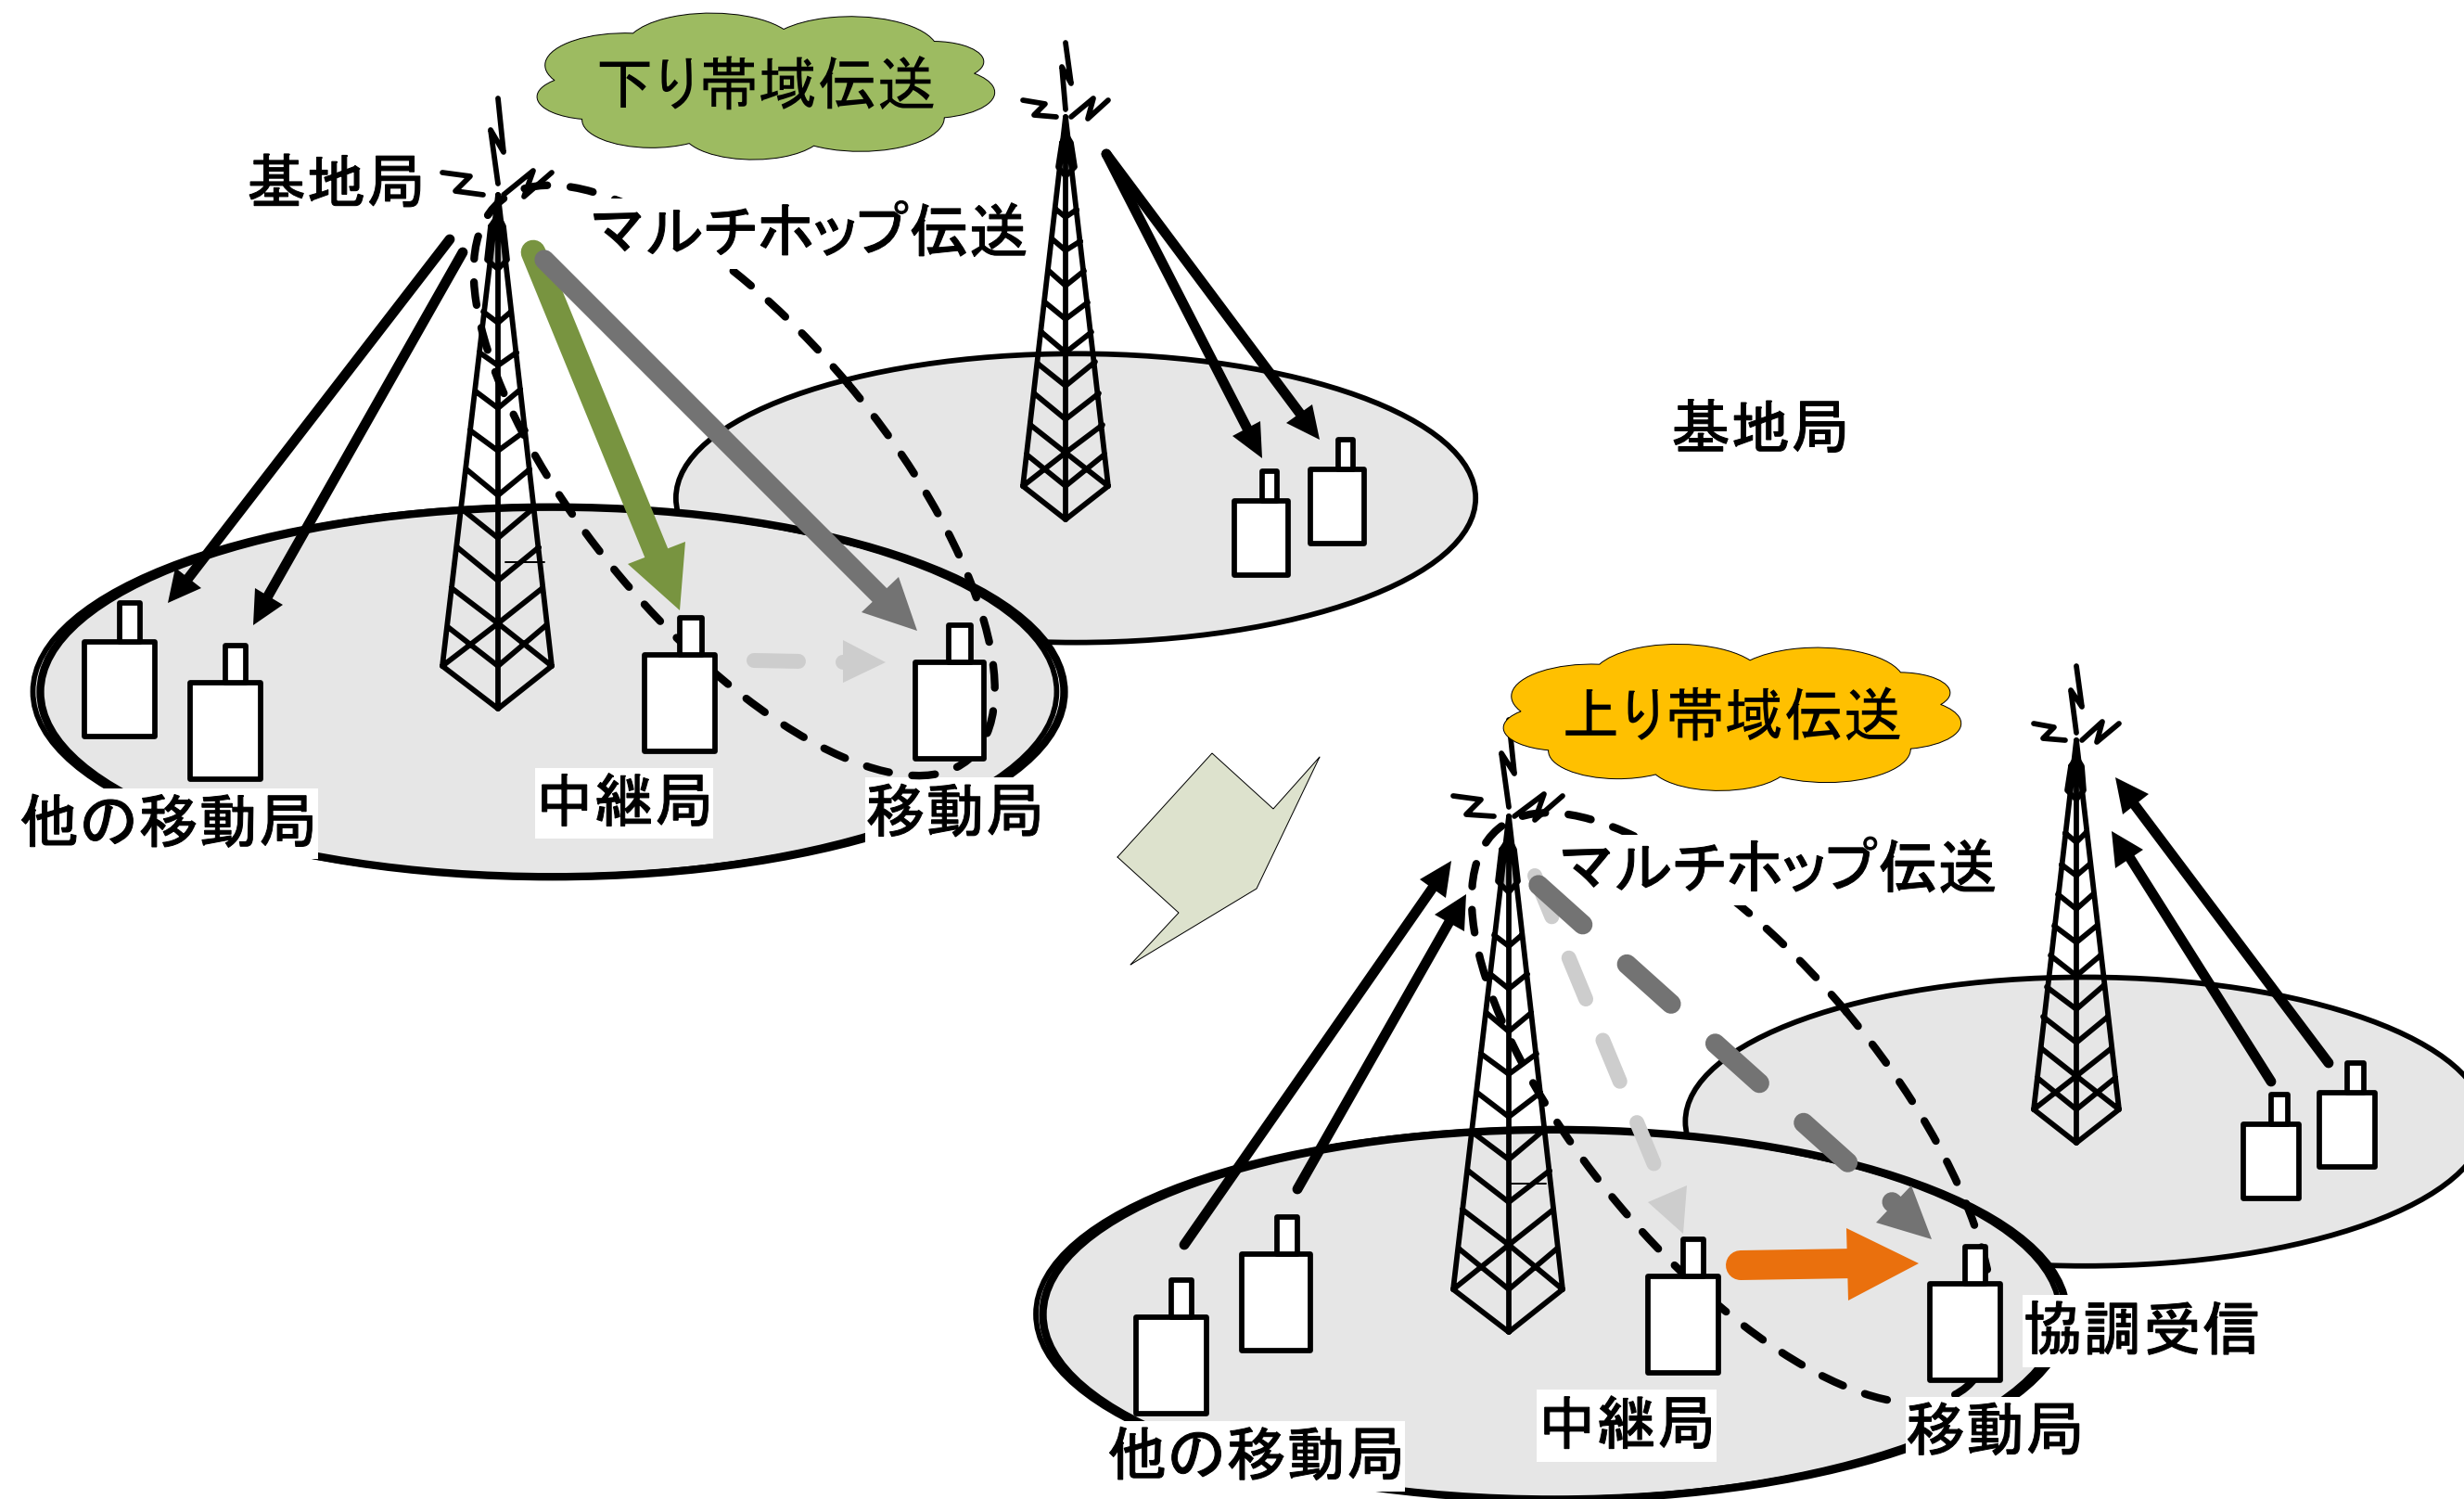 下り帯域伝送
基地局
マルチホップ伝送
基地局
中継局
移動局
他の移動局
上り帯域伝送
マルチホップ伝送
協調受信
中継局
移動局
他の移動局